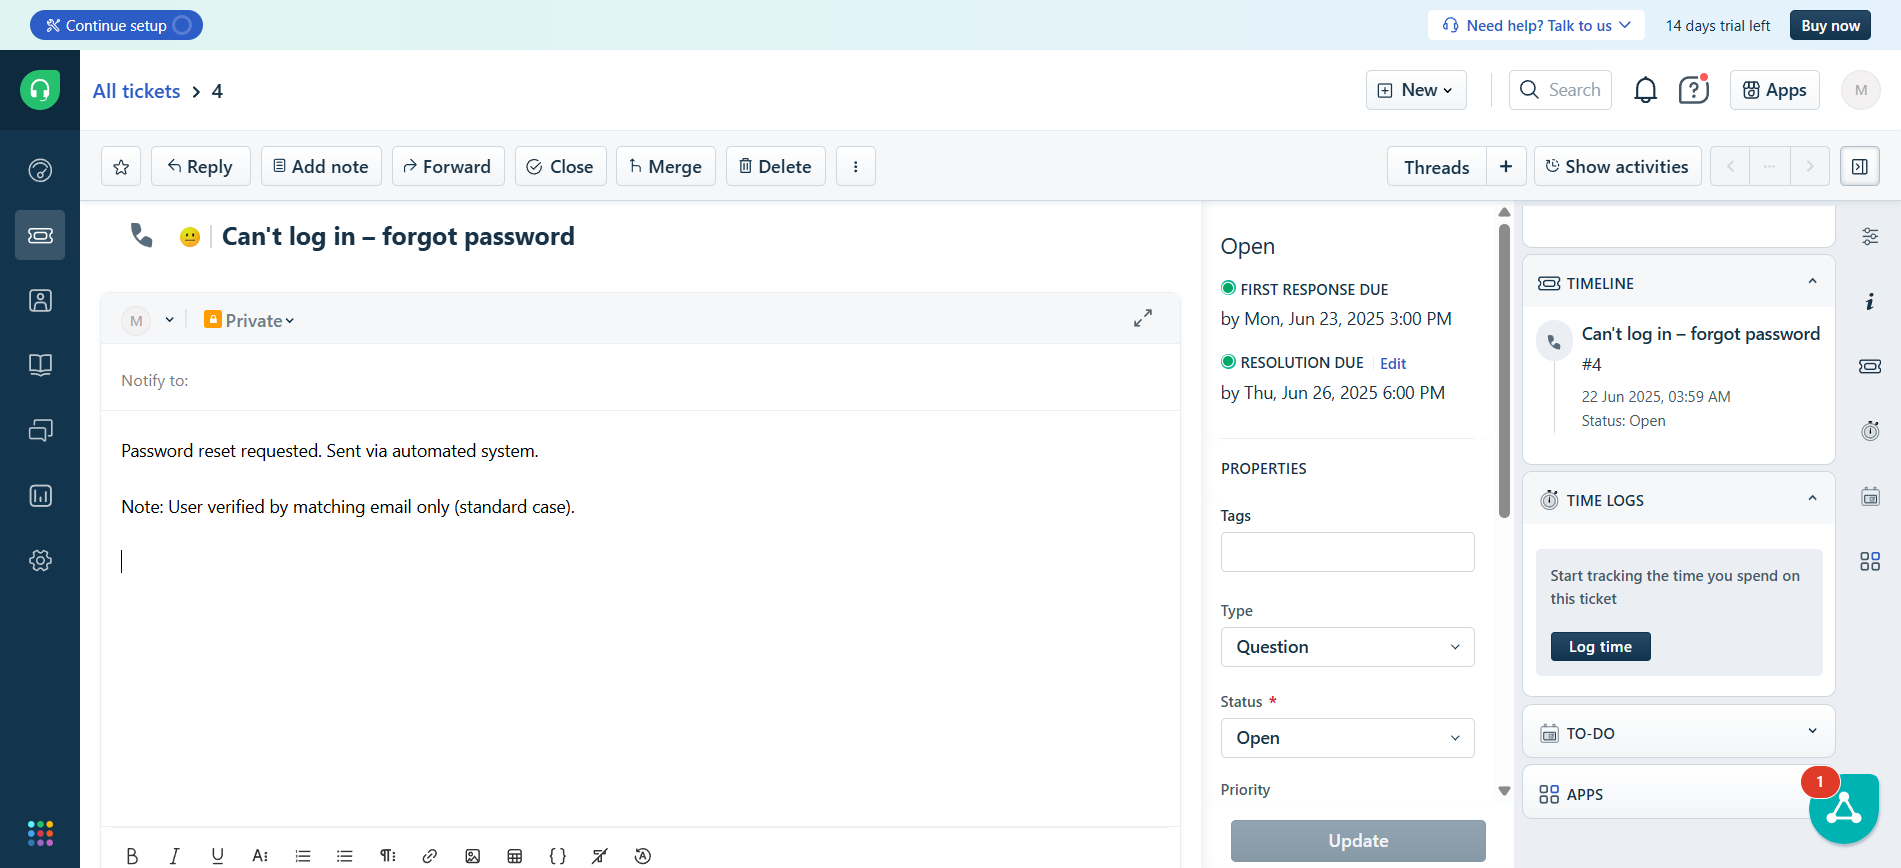 Continue setup
Need help? Talk to us
14 days trial left
Buy now
All tickets > 4
New
Search
Apps
M
Reply
Add note
Forward
Close
Merge
Delete
Threads
+
Show activities
Can't log in – forgot password
M
Private
Notify to:
Password reset requested. Sent via automated system.
Note: User verified by matching email only (standard case).
Open
FIRST RESPONSE DUE
by Mon, Jun 23, 2025 3:00 PM
RESOLUTION DUE Edit
by Thu, Jun 26, 2025 6:00 PM
PROPERTIES
Tags
Type
Question
Status *
Open
Priority
Update
TIMELINE
Can't log in – forgot password
#4
22 Jun 2025, 03:59 AM
Status: Open
TIME LOGS
Start tracking the time you spend on
this ticket
Log time
TO-DO
APPS
1